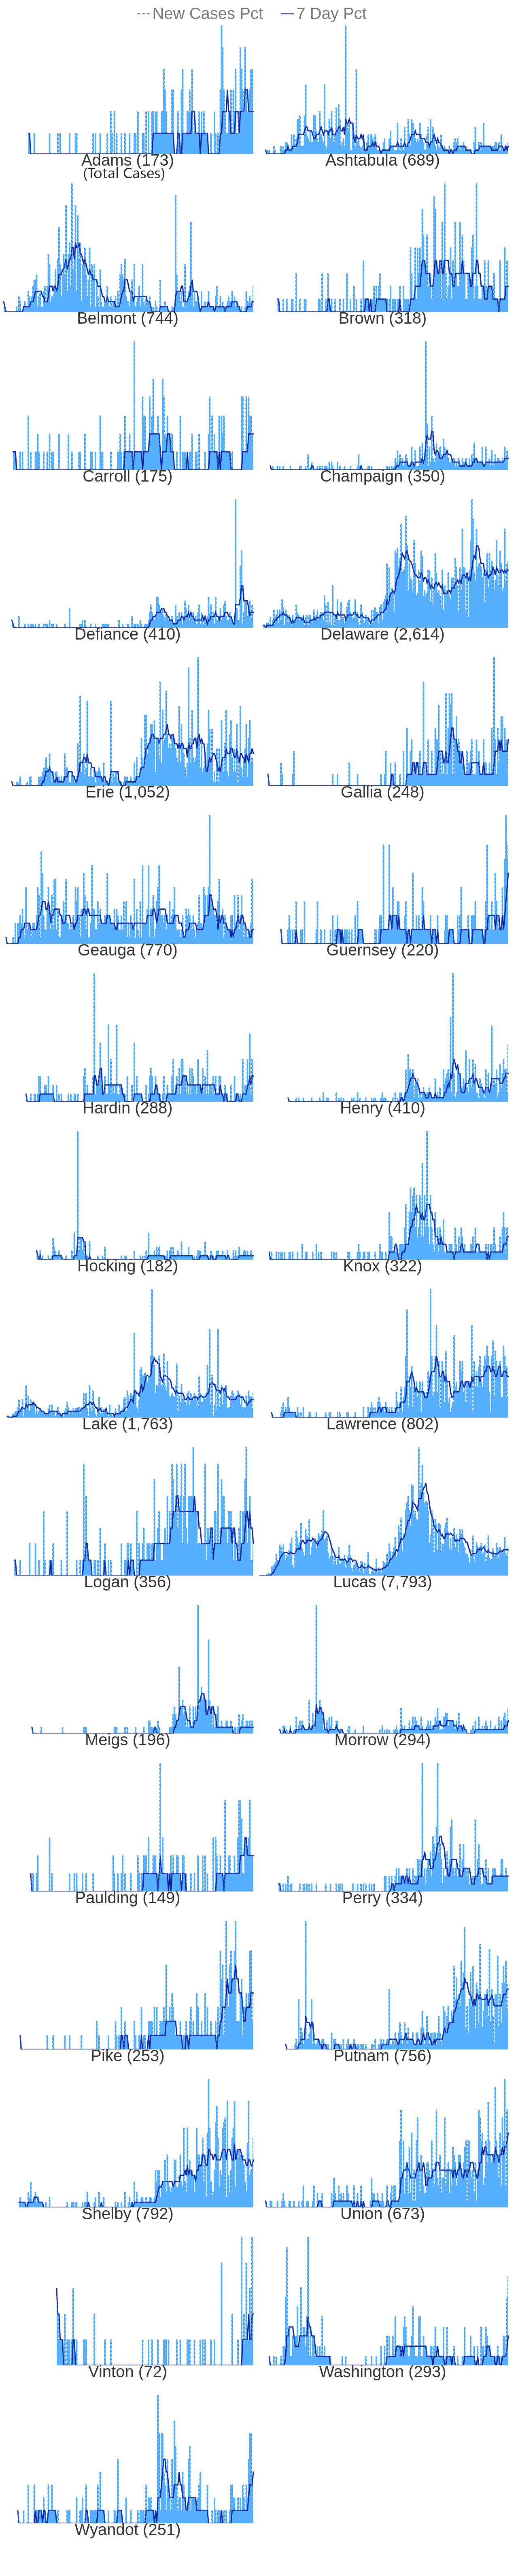 New Cases Pct 7 Day Pct
Adams (173) Ashtabula (689)
(Total Cases)
Belmont (744) Brown (318)
Carroll (175) Champaign (350)
Defiance (410) Delaware (2,614)
Erie (1,052) Gallia (248)
Geauga (770) Guernsey (220)
Hardin (288) Henry (410)
Hocking (182) Knox (322)
Lake (1,763) Lawrence (802)
Logan (356) Lucas (7,793)
Meigs (196) Morrow (294)
Paulding (149) Perry (334)
Pike (253) Putnam (756)
Shelby (792) Union (673)
Vinton (72) Washington (293)
Wyandot (251)